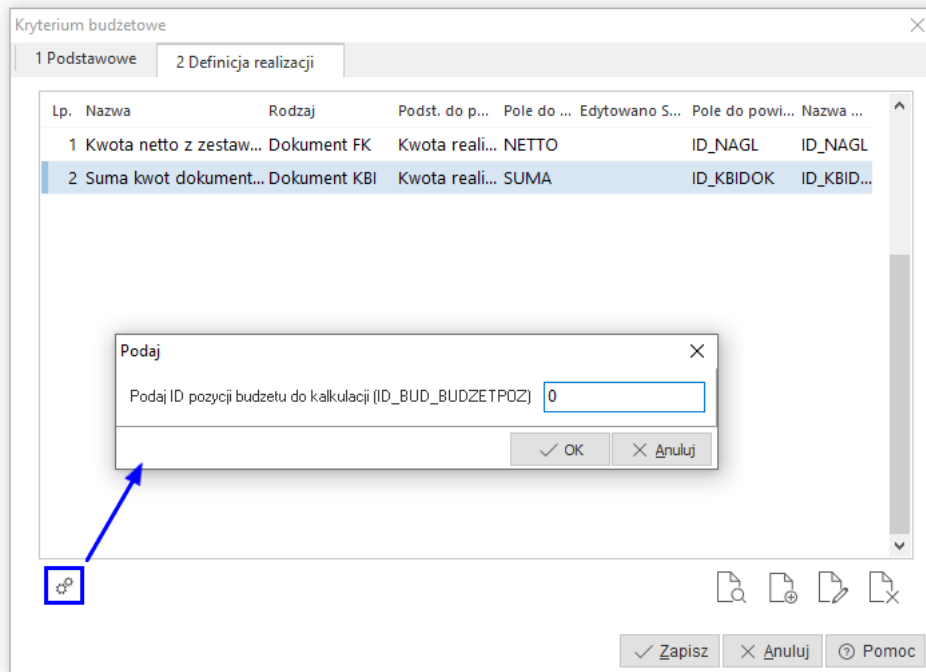 Kryterium budżetowe
1 Podstawowe 2 Definicja realizacji
Lp. Nazwa Rodzaj Podst. do p... Pole do ... Edytowano S... Pole do powi... Nazwa ...
1 Kwota netto z zestaw... Dokument FK Kwota reali... NETTO ID_NAGL ID_NAGL
2 Suma kwot dokument... Dokument KBI Kwota reali... SUMA ID_KBIDOK ID_KBID...
Podaj
Podaj ID pozycji budżetu do kalkulacji (ID_BUD_BUDZETPOZ) 0
OK Anuluj
Zapisz Anuluj Pomoc